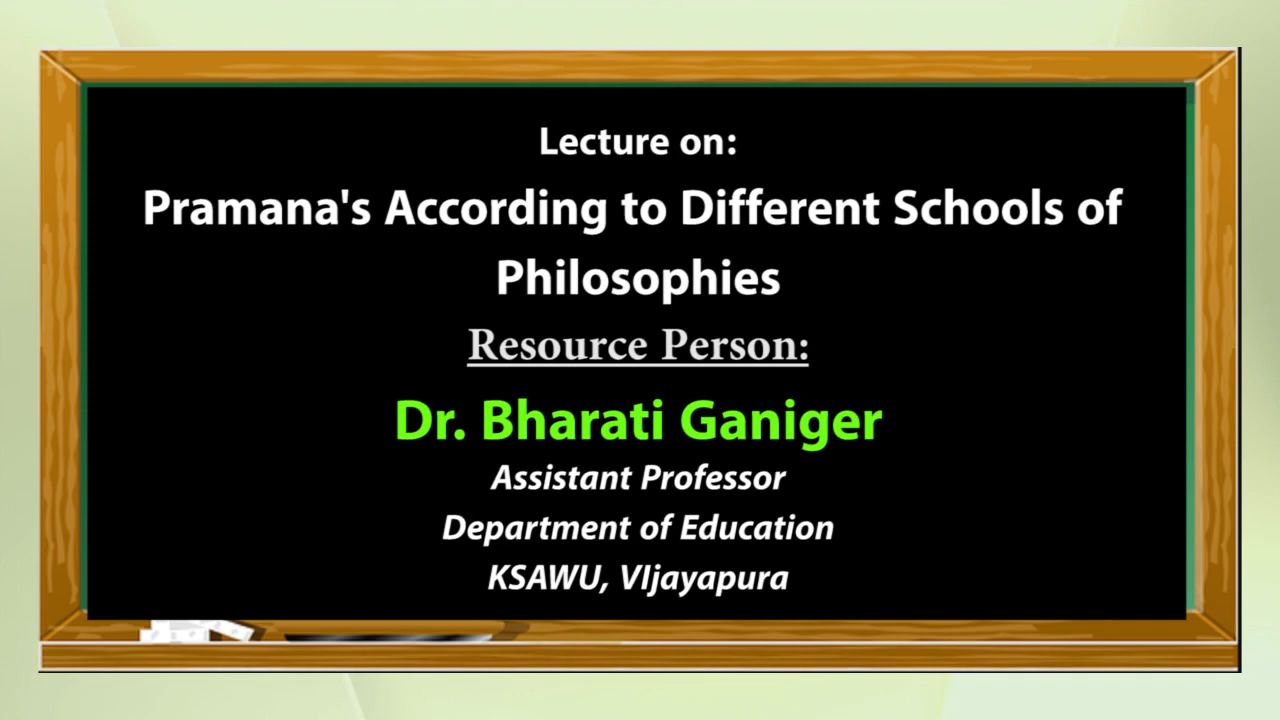 Lecture on:
Pramana's According to Different Schools of
Philosophies
Resource Person:
Dr. Bharati Ganiger
Assistant Professor
Department of Education
KSAWU, VIjayapura